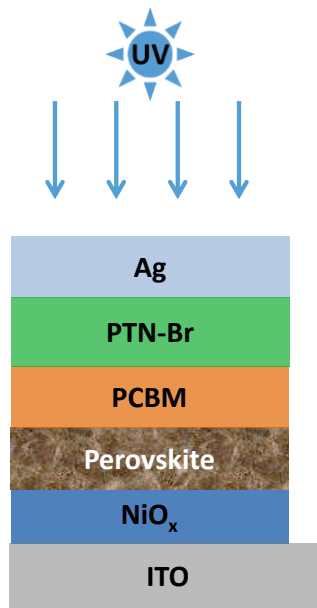 UV
Ag
PTN-Br
PCBM
Perovskite
NiOₓ
ITO